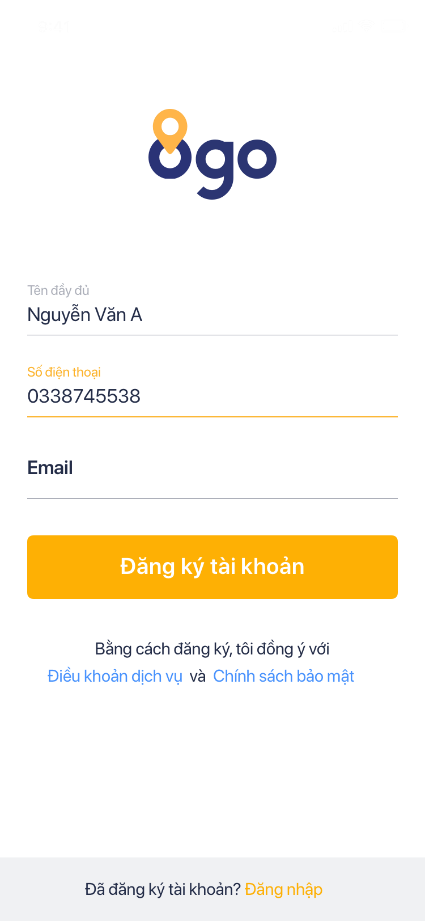 ogo
Tên đầy đủ
Nguyễn Văn A
Số điện thoại
0338745538
Email
Đăng ký tài khoản
Bằng cách đăng ký, tôi đồng ý với
Điều khoản dịch vụ và Chính sách bảo mật
Đã đăng ký tài khoản? Đăng nhập